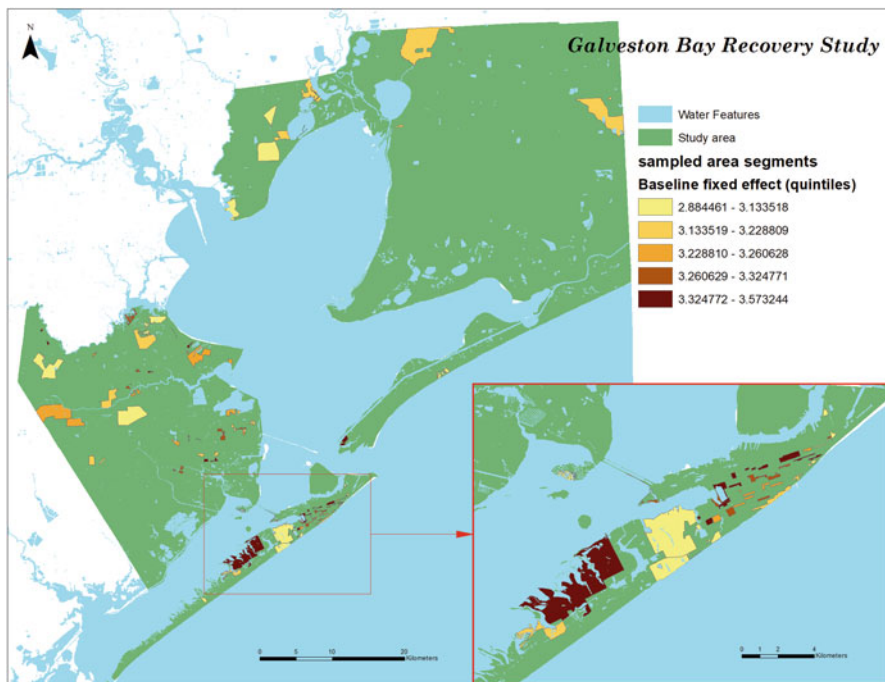 N
Galveston Bay Recovery Study
Water Features
Study area
sampled area segments
Baseline fixed effect (quintiles)
2.884461 - 3.133518
3.133519 - 3.228809
3.228810 - 3.260628
3.260629 - 3.324771
3.324772 - 3.573244
0 5 10 20
Kilometers
0 1 2 4
Kilometers